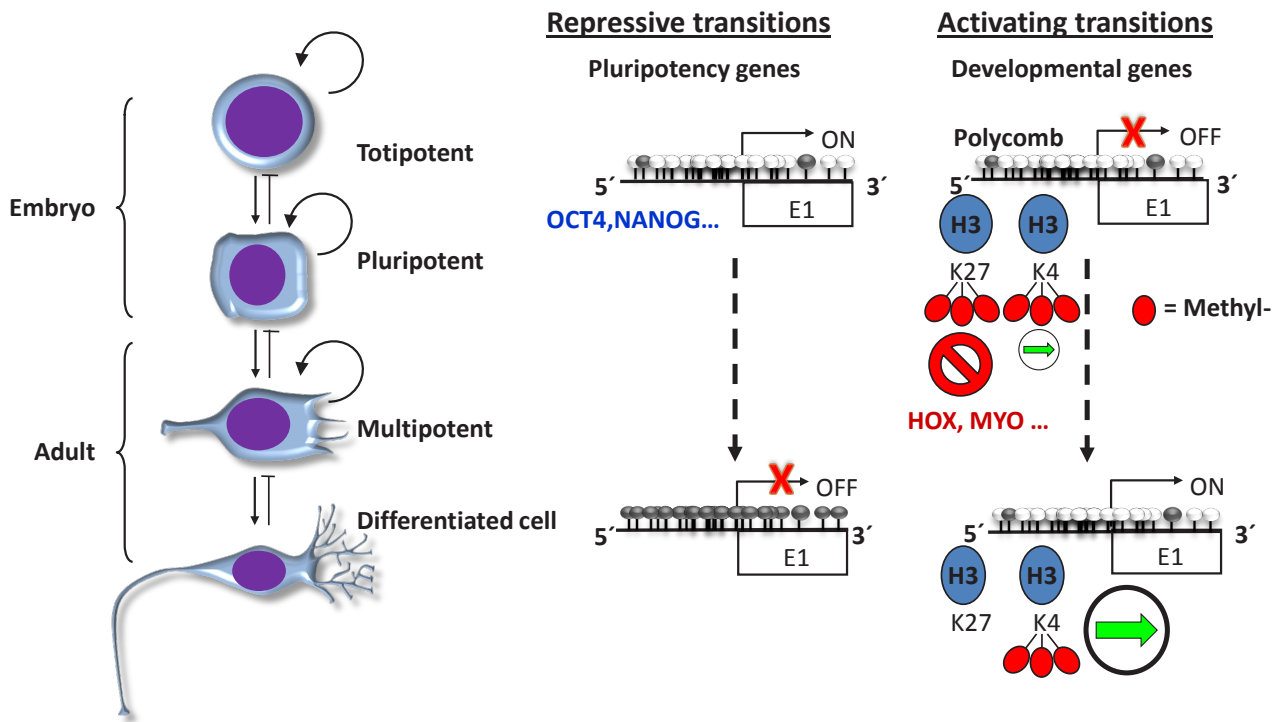 Repressive transitions
Pluripotency genes
ON
5´
3´
E1
OCT4,NANOG...
OFF
5´
3´
E1
Activating transitions
Developmental genes
Polycomb
X
OFF
5´
3´
E1
H3
H3
K27
K4
= Methyl-
HOX, MYO ...
ON
5´
3´
E1
H3
H3
K27
K4
Embryo
Totipotent
Pluripotent
Adult
Multipotent
Differentiated cell
X